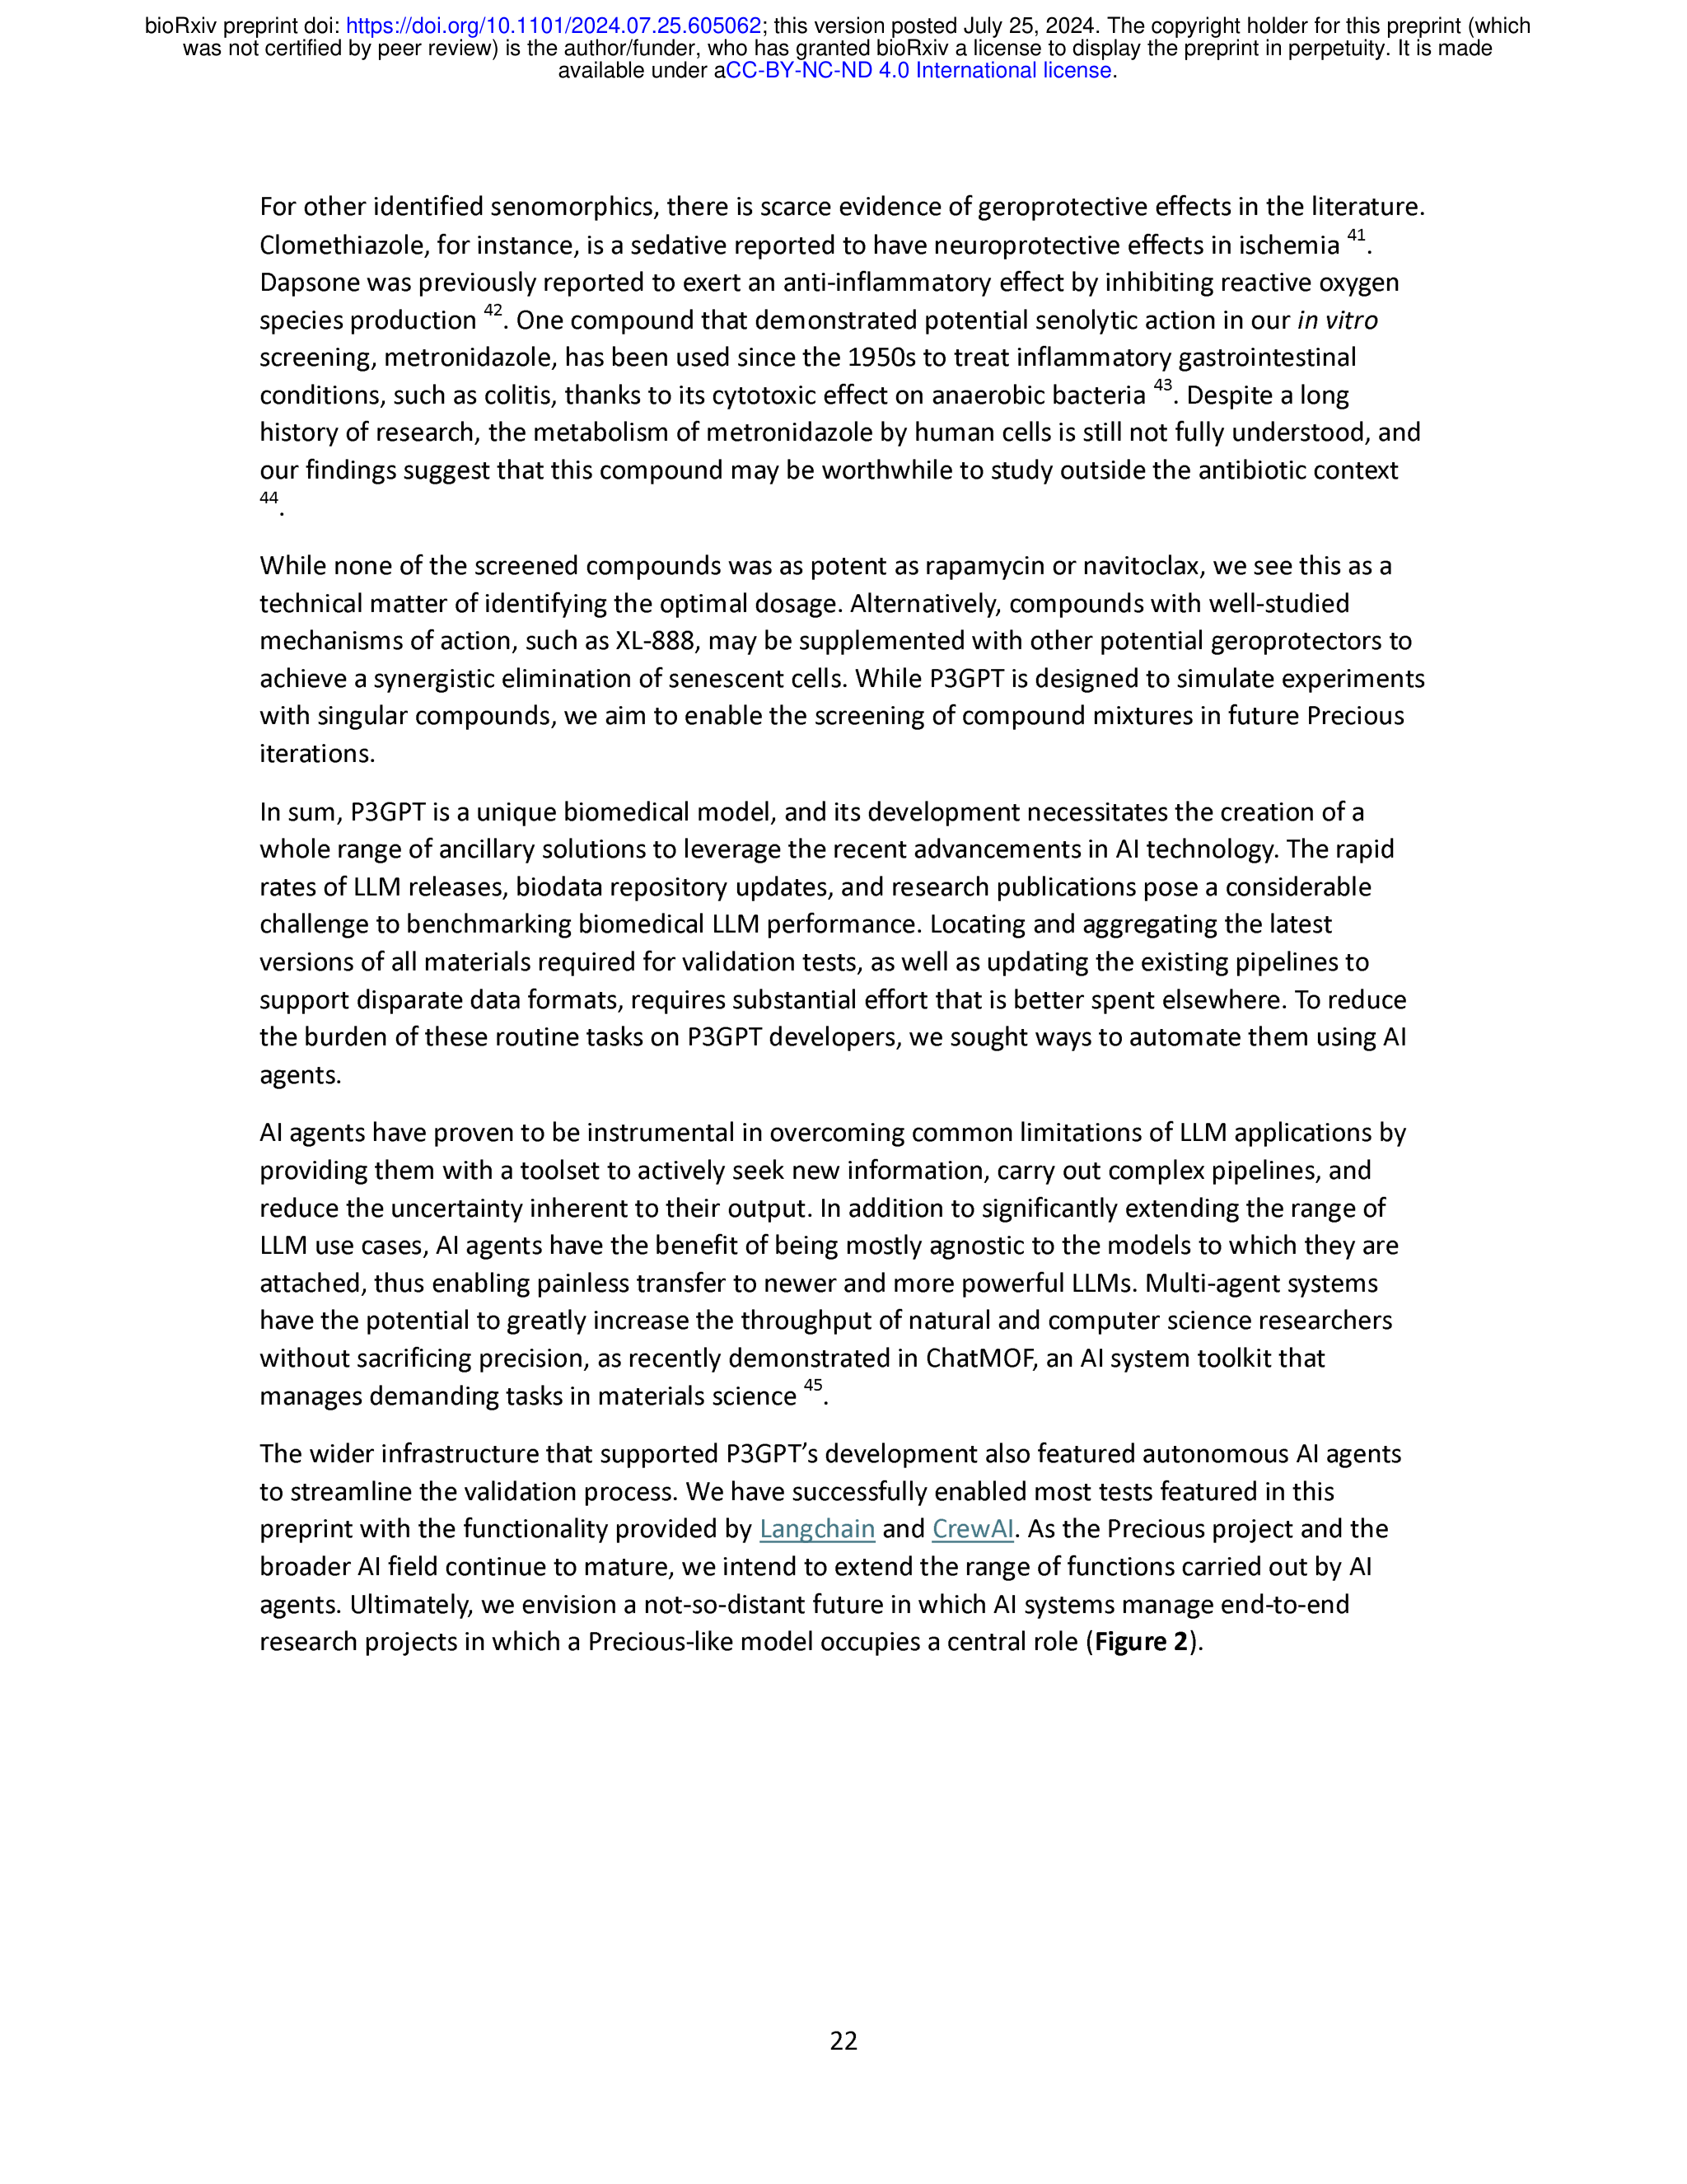 bioRxiv preprint doi: https://doi.org/10.1101/2024.07.25.605062; this version posted July 25, 2024. The copyright holder for this preprint (which
was not certified by peer review) is the author/funder, who has granted bioRxiv a license to display the preprint in perpetuity. It is made
available under aCC-BY-NC-ND 4.0 International license.
For other identified senomorphics, there is scarce evidence of geroprotective effects in the literature.
Clomethiazole, for instance, is a sedative reported to have neuroprotective effects in ischemia 41.
Dapsone was previously reported to exert an anti-inflammatory effect by inhibiting reactive oxygen
species production 42. One compound that demonstrated potential senolytic action in our in vitro
screening, metronidazole, has been used since the 1950s to treat inflammatory gastrointestinal
conditions, such as colitis, thanks to its cytotoxic effect on anaerobic bacteria 43. Despite a long
history of research, the metabolism of metronidazole by human cells is still not fully understood, and
our findings suggest that this compound may be worthwhile to study outside the antibiotic context
44.
While none of the screened compounds was as potent as rapamycin or navitoclax, we see this as a
technical matter of identifying the optimal dosage. Alternatively, compounds with well-studied
mechanisms of action, such as XL-888, may be supplemented with other potential geroprotectors to
achieve a synergistic elimination of senescent cells. While P3GPT is designed to simulate experiments
with singular compounds, we aim to enable the screening of compound mixtures in future Precious
iterations.
In sum, P3GPT is a unique biomedical model, and its development necessitates the creation of a
whole range of ancillary solutions to leverage the recent advancements in AI technology. The rapid
rates of LLM releases, biodata repository updates, and research publications pose a considerable
challenge to benchmarking biomedical LLM performance. Locating and aggregating the latest
versions of all materials required for validation tests, as well as updating the existing pipelines to
support disparate data formats, requires substantial effort that is better spent elsewhere. To reduce
the burden of these routine tasks on P3GPT developers, we sought ways to automate them using AI
agents.
AI agents have proven to be instrumental in overcoming common limitations of LLM applications by
providing them with a toolset to actively seek new information, carry out complex pipelines, and
reduce the uncertainty inherent to their output. In addition to significantly extending the range of
LLM use cases, AI agents have the benefit of being mostly agnostic to the models to which they are
attached, thus enabling painless transfer to newer and more powerful LLMs. Multi-agent systems
have the potential to greatly increase the throughput of natural and computer science researchers
without sacrificing precision, as recently demonstrated in ChatMOF, an AI system toolkit that
manages demanding tasks in materials science 45.
The wider infrastructure that supported P3GPT’s development also featured autonomous AI agents
to streamline the validation process. We have successfully enabled most tests featured in this
preprint with the functionality provided by Langchain and CrewAI. As the Precious project and the
broader AI field continue to mature, we intend to extend the range of functions carried out by AI
agents. Ultimately, we envision a not-so-distant future in which AI systems manage end-to-end
research projects in which a Precious-like model occupies a central role (Figure 2).
22